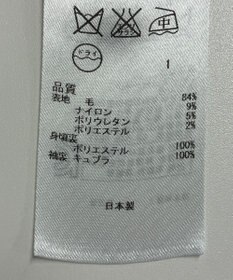 中
ドライ
1
品質
表地 毛 84%
ナイロン 9%
ポリウレタン 5%
ポリエステル 2%
身頃裏
ポリエステル 100%
袖裏 キュプラ 100%
日本製